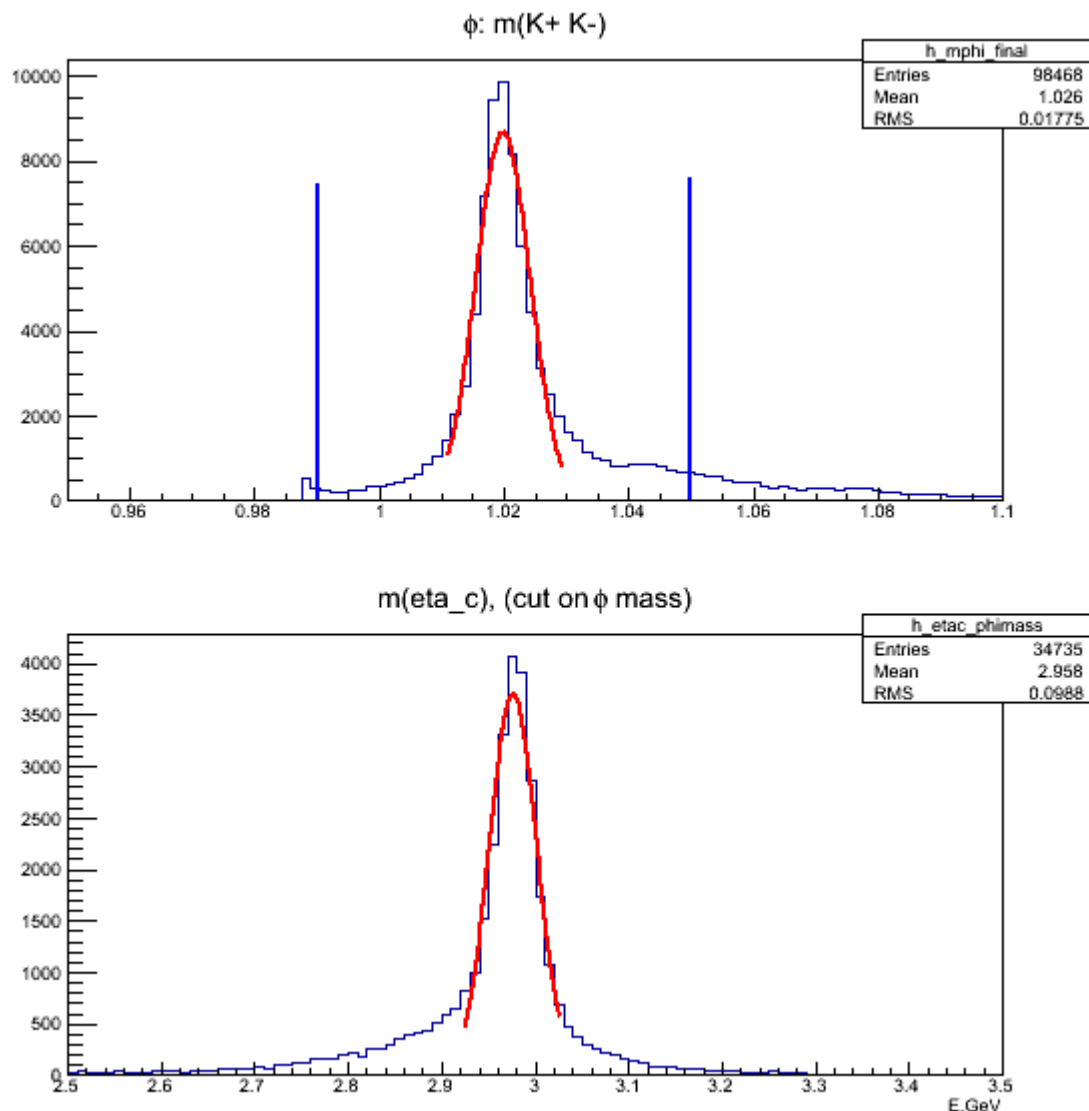 ϕ: m(K+ K-)
h_mphi_final
Entries 98468
Mean 1.026
RMS 0.01775
10000
8000
6000
4000
2000
0
0.96 0.98 1 1.02 1.04 1.06 1.08 1.1
m(eta_c), (cut on ϕ mass)
h_etac_phimass
Entries 34735
Mean 2.958
RMS 0.0988
4000
3500
3000
2500
2000
1500
1000
500
0
2.5 2.6 2.7 2.8 2.9 3 3.1 3.2 3.3 3.4 3.5
E,GeV